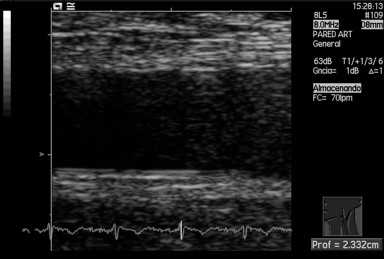 15:28:13
8L5 #109
8.0MHz 38mm
PARED ART
General
63dB T1/+1/3/6
Gncia= 1dB Δ=1
Almacenando
FC= 70lpm
Prof = 2.332cm